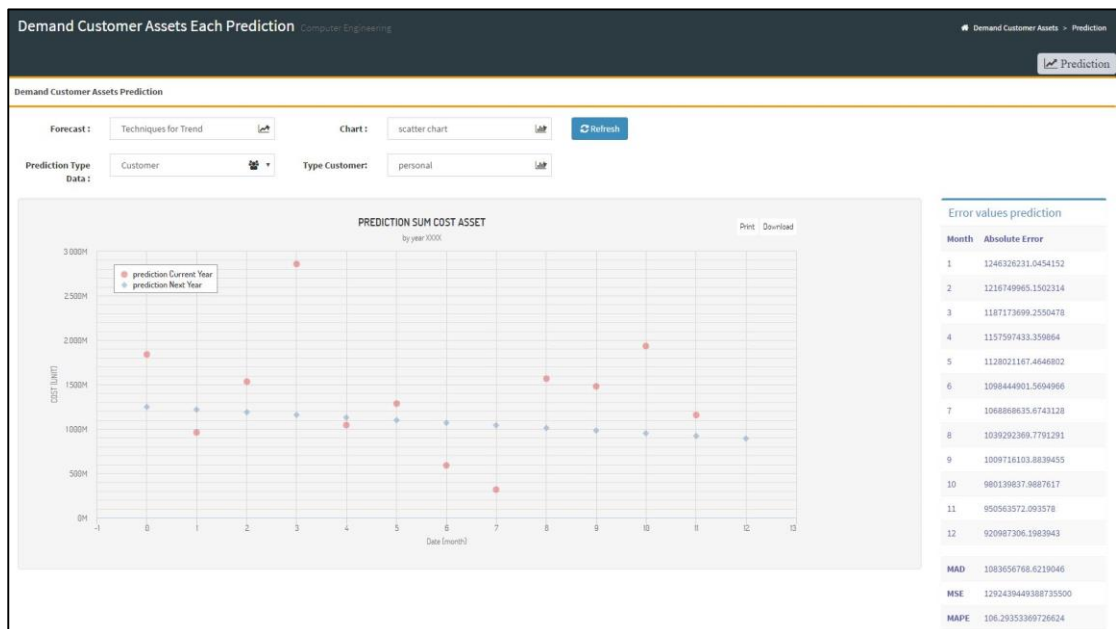 Demand Customer Assets Each Prediction Computer Engineering
Demand Customer Assets > Prediction
Prediction
Demand Customer Assets Prediction
Forecast : Techniques for Trend Chart : scatter chart Refresh
Prediction Type Data : Customer Type Customer: personal
PREDICTION SUM COST ASSET
by year XXXX
Print Download
prediction Current Year
prediction Next Year
COST (UNIT)
3 000M
2 500M
2 000M
1 500M
1 000M
500M
0M
-1 0 1 2 3 4 5 6 7 8 9 10 11 12 13
Date (month)
Error values prediction
Month Absolute Error
1 1246326231.0454152
2 1216749965.1502314
3 1187173699.2550478
4 1157597433.359864
5 1128021167.4646802
6 1098444901.5694966
7 1068868635.6743128
8 1039292369.7791291
9 1009716103.8839455
10 980139837.9887617
11 950563572.093578
12 920987306.1983943
MAD 1083656768.6219046
MSE 1292439449388735500
MAPE 106.29353369726624